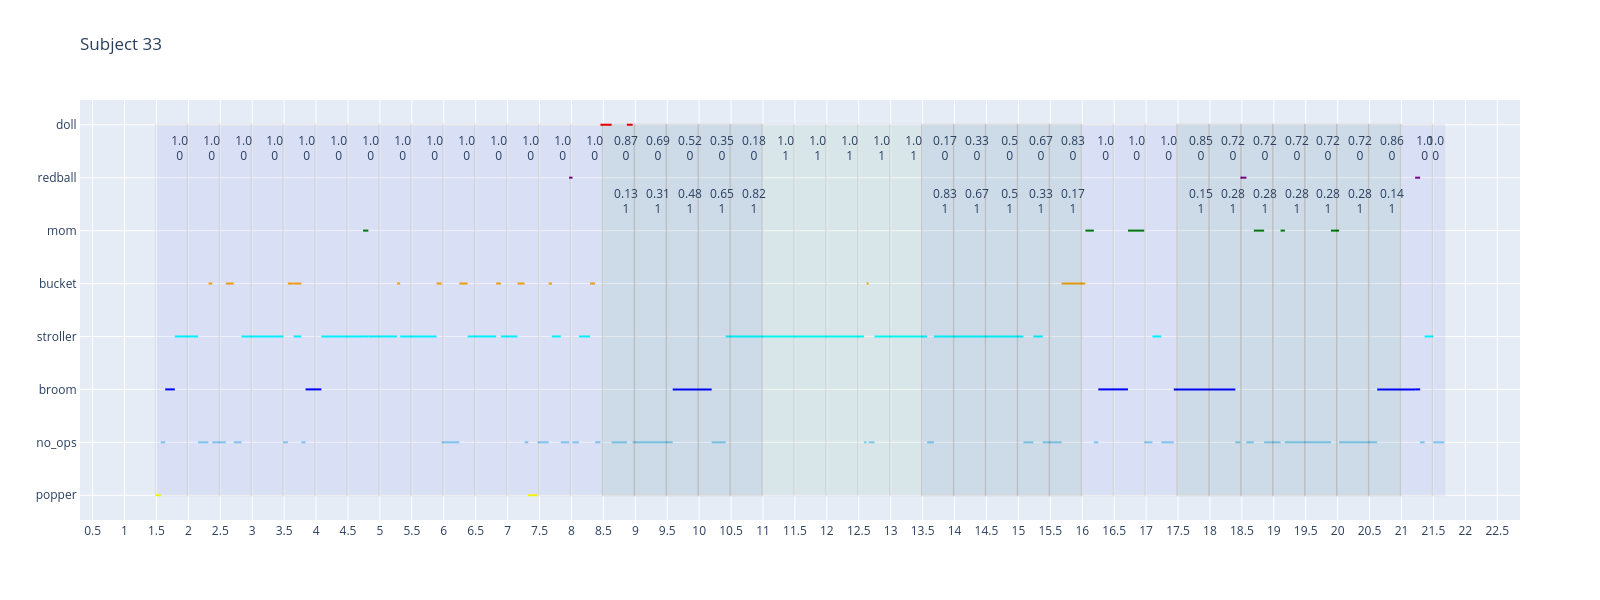 Subject 33
doll
1.0 1.0 1.0 1.0 1.0 1.0 1.0 1.0 1.0 1.0 1.0 1.0 1.0 1.0 0.87 0.69 0.52 0.35 0.18 1.0 1.0 1.0 1.0 1.0 0.17 0.33 0.5 0.67 0.83 1.0 1.0 1.0 0.85 0.72 0.72 0.72 0.72 0.72 0.86 1.0 1.0
0 0 0 0 0 0 0 0 0 0 0 0 0 0 0 0 0 0 0 1 1 1 1 1 0 0 0 0 0 0 0 0 0 0 0 0 0 0 0 0 0
redball
0.13 0.31 0.48 0.65 0.82 0.83 0.67 0.5 0.33 0.17 0.15 0.28 0.28 0.28 0.28 0.28 0.14
1 1 1 1 1 1 1 1 1 1 1 1 1 1 1 1 1
mom
bucket
stroller
broom
no_ops
popper
0.5 1 1.5 2 2.5 3 3.5 4 4.5 5 5.5 6 6.5 7 7.5 8 8.5 9 9.5 10 10.5 11 11.5 12 12.5 13 13.5 14 14.5 15 15.5 16 16.5 17 17.5 18 18.5 19 19.5 20 20.5 21 21.5 22 22.5